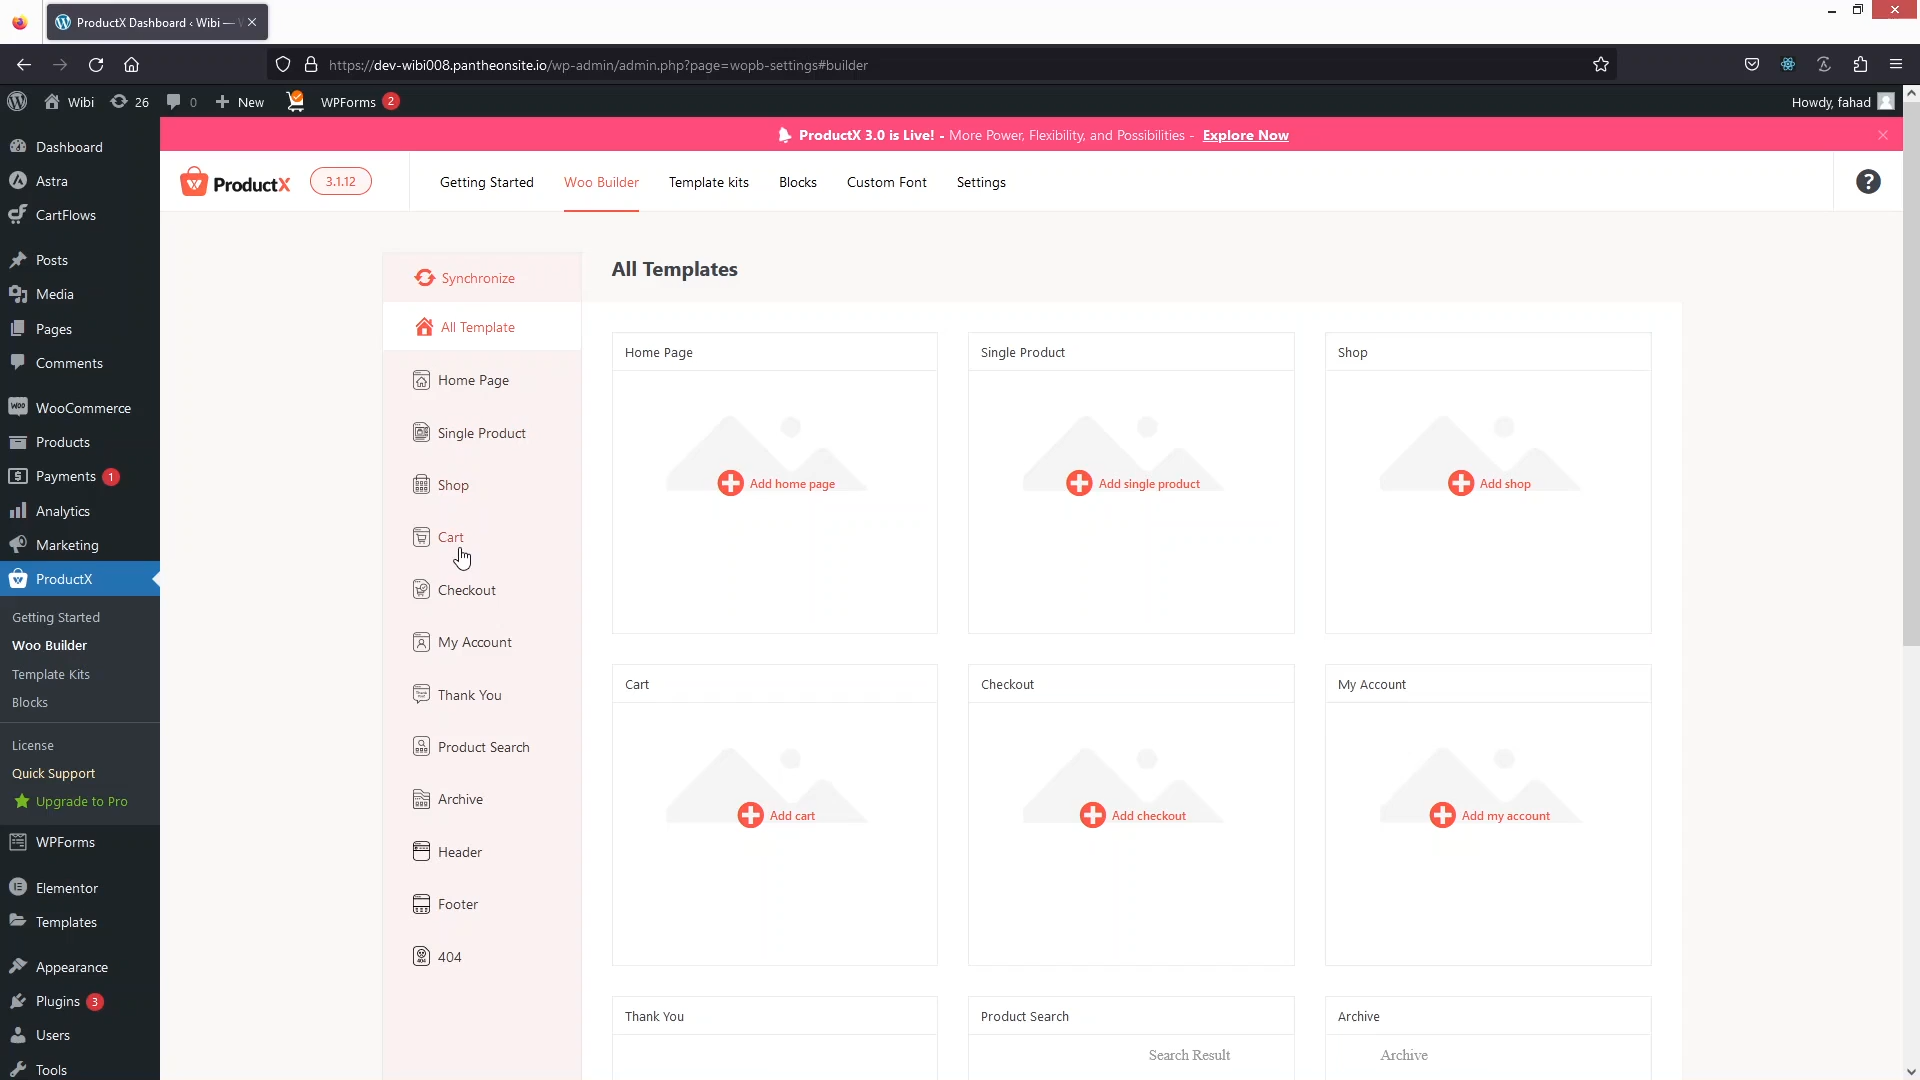 ProductX Dashboard ‹ Wibi —
https://dev-wibi008.pantheonsite.io/wp-admin/admin.php?page=wopb-settings#builder
Wibi 26 0 New WPForms 2 Howdy, fahad
ProductX 3.0 is Live! - More Power, Flexibility, and Possibilities - Explore Now
ProductX 3.1.12 Getting Started Woo Builder Template kits Blocks Custom Font Settings ?
Dashboard
Astra
CartFlows
Posts
Media
Pages
Comments
WooCommerce
Products
Payments 1
Analytics
Marketing
ProductX
Getting Started
Woo Builder
Template Kits
Blocks
License
Quick Support
Upgrade to Pro
WPForms
Elementor
Templates
Appearance
Plugins 3
Users
Tools
Synchronize
All Template
Home Page
Single Product
Shop
Cart
Checkout
My Account
Thank You
Product Search
Archive
Header
Footer
404
All Templates
Home Page
Add home page
Single Product
Add single product
Shop
Add shop
Cart
Add cart
Checkout
Add checkout
My Account
Add my account
Thank You
Product Search
Search Result
Archive
Archive